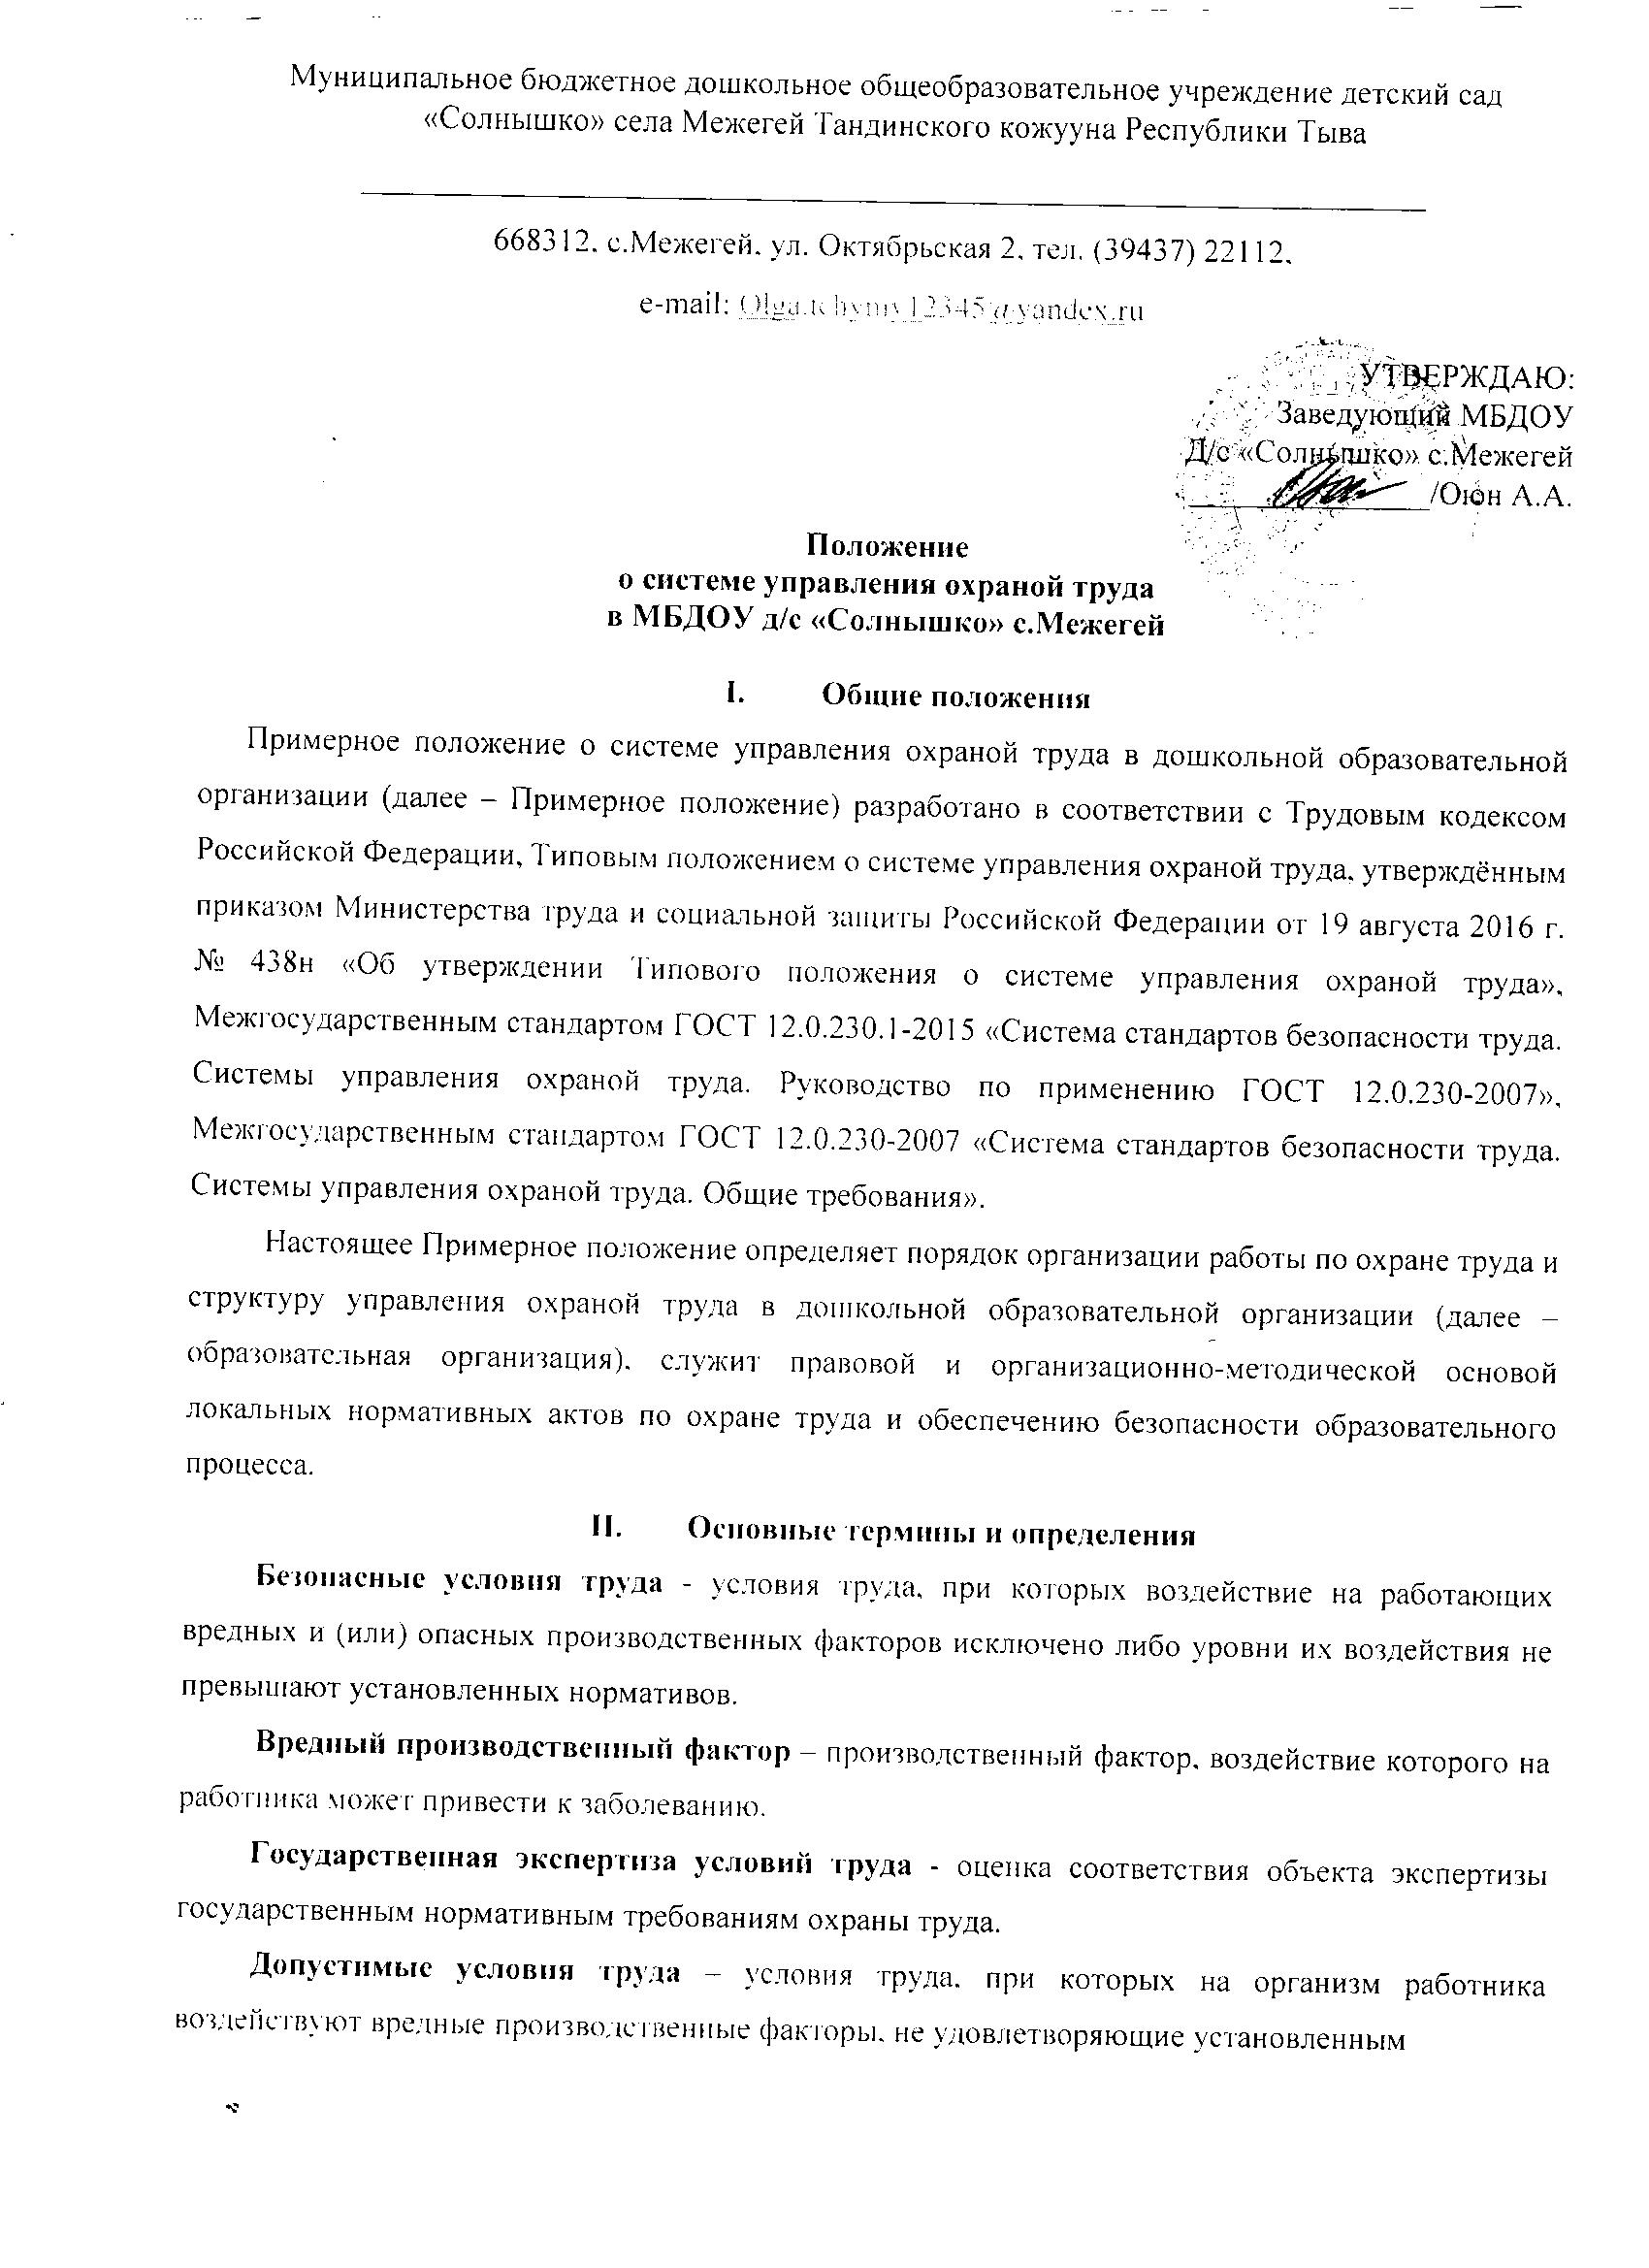 Муниципальное бюджетное дошкольное общеобразовательное учреждение детский сад
«Солнышко» села Межегей Тандинского кожууна Республики Тыва
668312, с.Межегей, ул. Октябрьская 2, тел. (39437) 22112,
e-mail: yandex.ru
УТВЕРЖДАЮ:
Заведующий МБДОУ
Д/с «Солнышко» с.Межегей
/Оюн А.А.
Положение
о системе управления охраной труда
в МБДОУ д/с «Солнышко» с.Межегей
I. Общие положения
Примерное положение о системе управления охраной труда в дошкольной образовательной
организации (далее – Примерное положение) разработано в соответствии с Трудовым кодексом
Российской Федерации, Типовым положением о системе управления охраной труда, утверждённым
приказом Министерства труда и социальной защиты Российской Федерации от 19 августа 2016 г.
№ 438н «Об утверждении Типового положения о системе управления охраной труда»,
Межгосударственным стандартом ГОСТ 12.0.230.1-2015 «Система стандартов безопасности труда.
Системы управления охраной труда. Руководство по применению ГОСТ 12.0.230-2007»,
Межгосударственным стандартом ГОСТ 12.0.230-2007 «Система стандартов безопасности труда.
Системы управления охраной труда. Общие требования».
Настоящее Примерное положение определяет порядок организации работы по охране труда и
структуру управления охраной труда в дошкольной образовательной организации (далее –
образовательная организация), служит правовой и организационно-методической основой
локальных нормативных актов по охране труда и обеспечению безопасности образовательного
процесса.
II. Основные термины и определения
Безопасные условия труда - условия труда, при которых воздействие на работающих
вредных и (или) опасных производственных факторов исключено либо уровни их воздействия не
превышают установленных нормативов.
Вредный производственный фактор – производственный фактор, воздействие которого на
работника может привести к заболеванию.
Государственная экспертиза условий труда - оценка соответствия объекта экспертизы
государственным нормативным требованиям охраны труда.
Допустимые условия труда – условия труда, при которых на организм работника
воздействуют вредные производственные факторы, не удовлетворяющие установленным